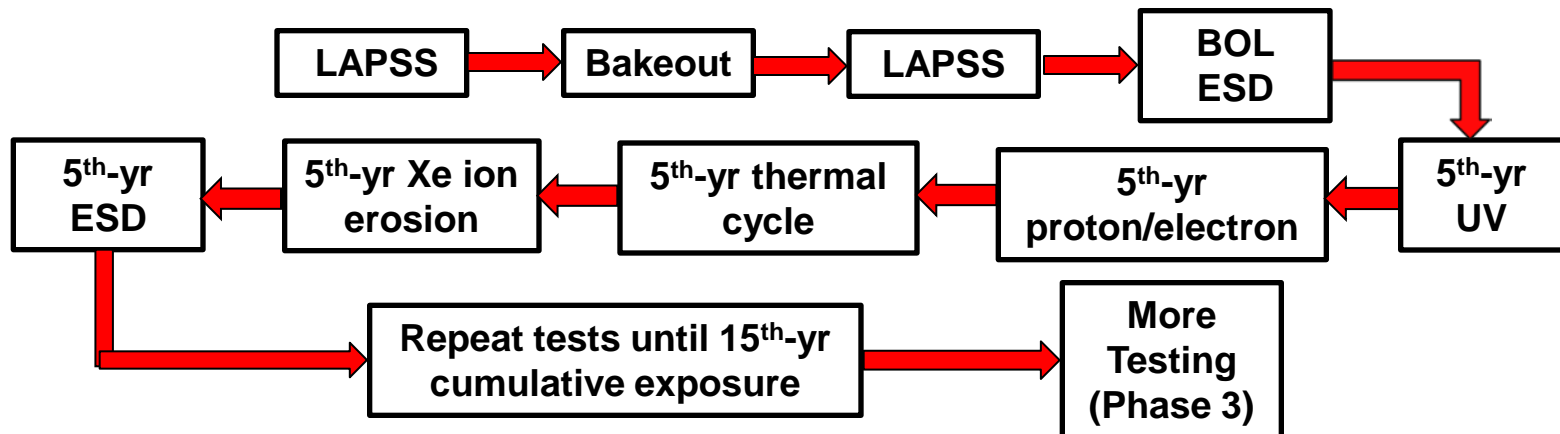 LAPSS
Bakeout
LAPSS
BOL
ESD
5th-yr
UV
5th-yr
proton/electron
5th-yr thermal
cycle
5th-yr Xe ion
erosion
5th-yr
ESD
Repeat tests until 15th-yr
cumulative exposure
More
Testing
(Phase 3)